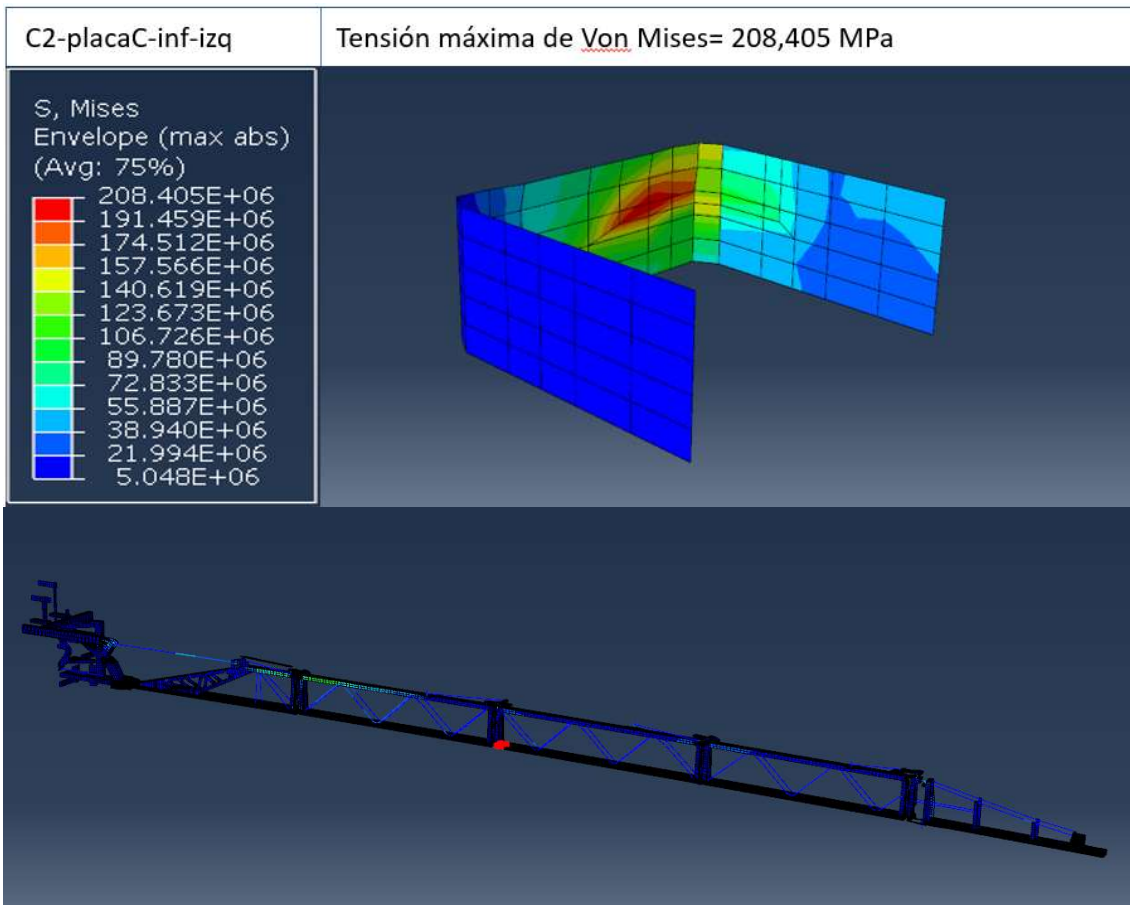 C2-placaC-inf-izq
Tensión máxima de Von Mises= 208,405 MPa
S, Mises
Envelope (max abs)
(Avg: 75%)
208.405E+06
191.459E+06
174.512E+06
157.566E+06
140.619E+06
123.673E+06
106.726E+06
89.780E+06
72.833E+06
55.887E+06
38.940E+06
21.994E+06
5.048E+06